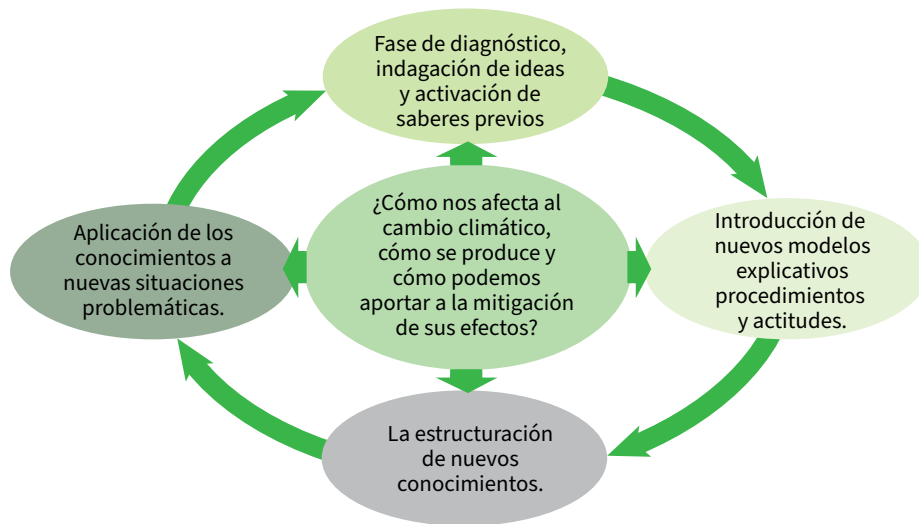 Fase de diagnóstico,
indagación de ideas
y activación de
saberes previos
¿Cómo nos afecta al
cambio climático,
cómo se produce y
cómo podemos
aportar a la mitigación
de sus efectos?
Aplicación de los
conocimientos a
nuevas situaciones
problemáticas.
Introducción de
nuevos modelos
explicativos
procedimientos
y actitudes.
La estructuración
de nuevos
conocimientos.